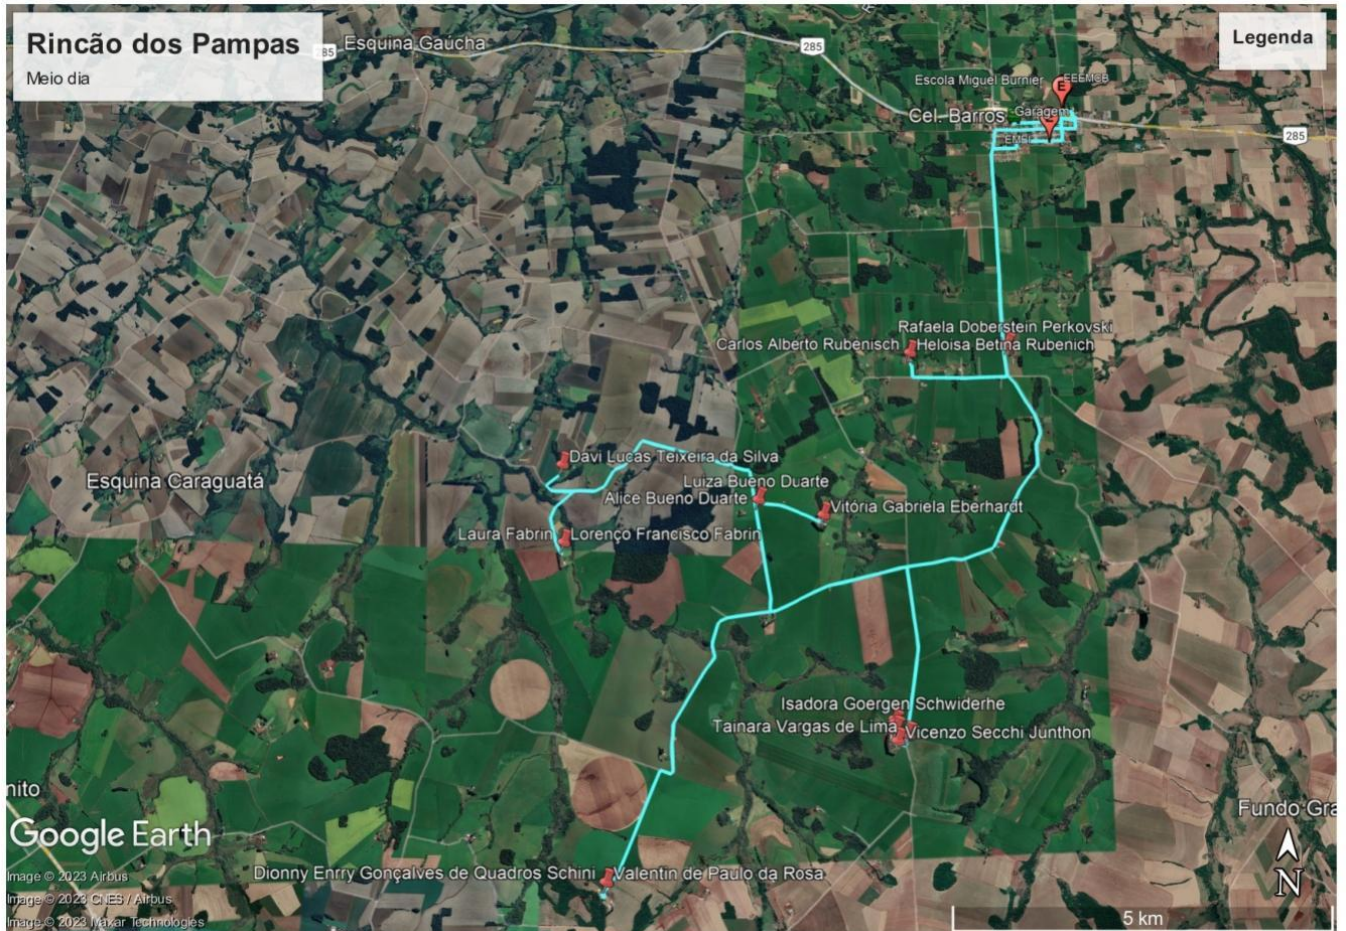 Rincão dos Pampas
Meio dia
Legenda
285
Esquina Gaúcha
285
Escola Miguel Burnier
EEEMCB
E
Cel. Barros
Garagem
285
Rafaela Doberstein Perkovski
Carlos Alberto Rubenisch
Heloisa Betina Rubenich
Davi Lucas Teixeira da Silva
Esquina Caraguatá
Luiza Bueno Duarte
Alice Bueno Duarte
Vitória Gabriela Eberhardt
Laura Fabrin
Lorenço Francisco Fabrin
Isadora Goergen Schwiderhe
Tainara Vargas de Lima
Vicenzo Secchi Junthon
nito
Fundo Gra
Google Earth
Dionny Enrry Gonçalves de Quadros Schini
Valentin de Paulo da Rosa
Image © 2023 Airbus
Image © 2023 CNES / Airbus
Image © 2023 Maxar Technologies
N
5 km